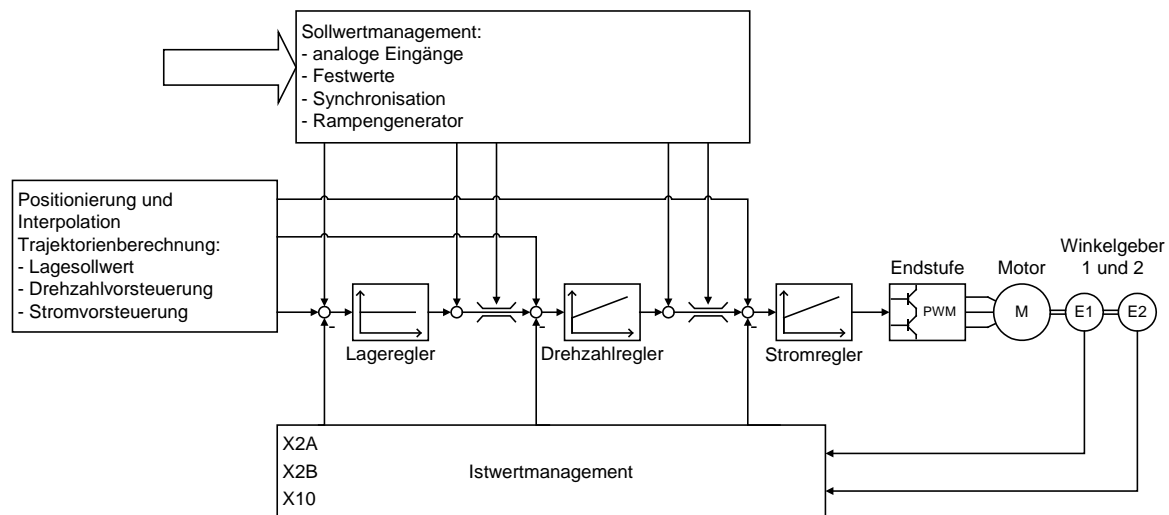 Sollwertmanagement:
- analoge Eingänge
- Festwerte
- Synchronisation
- Rampengenerator
Positionierung und
Interpolation
Trajektorienberechnung:
- Lagesollwert
- Drehzahlvorsteuerung
- Stromvorsteuerung
Lageregler
Drehzahlregler
Stromregler
Endstufe
PWM
Motor
M
Winkelgeber
1 und 2
E1
E2
-
-
-
X2A
X2B
X10
Istwertmanagement